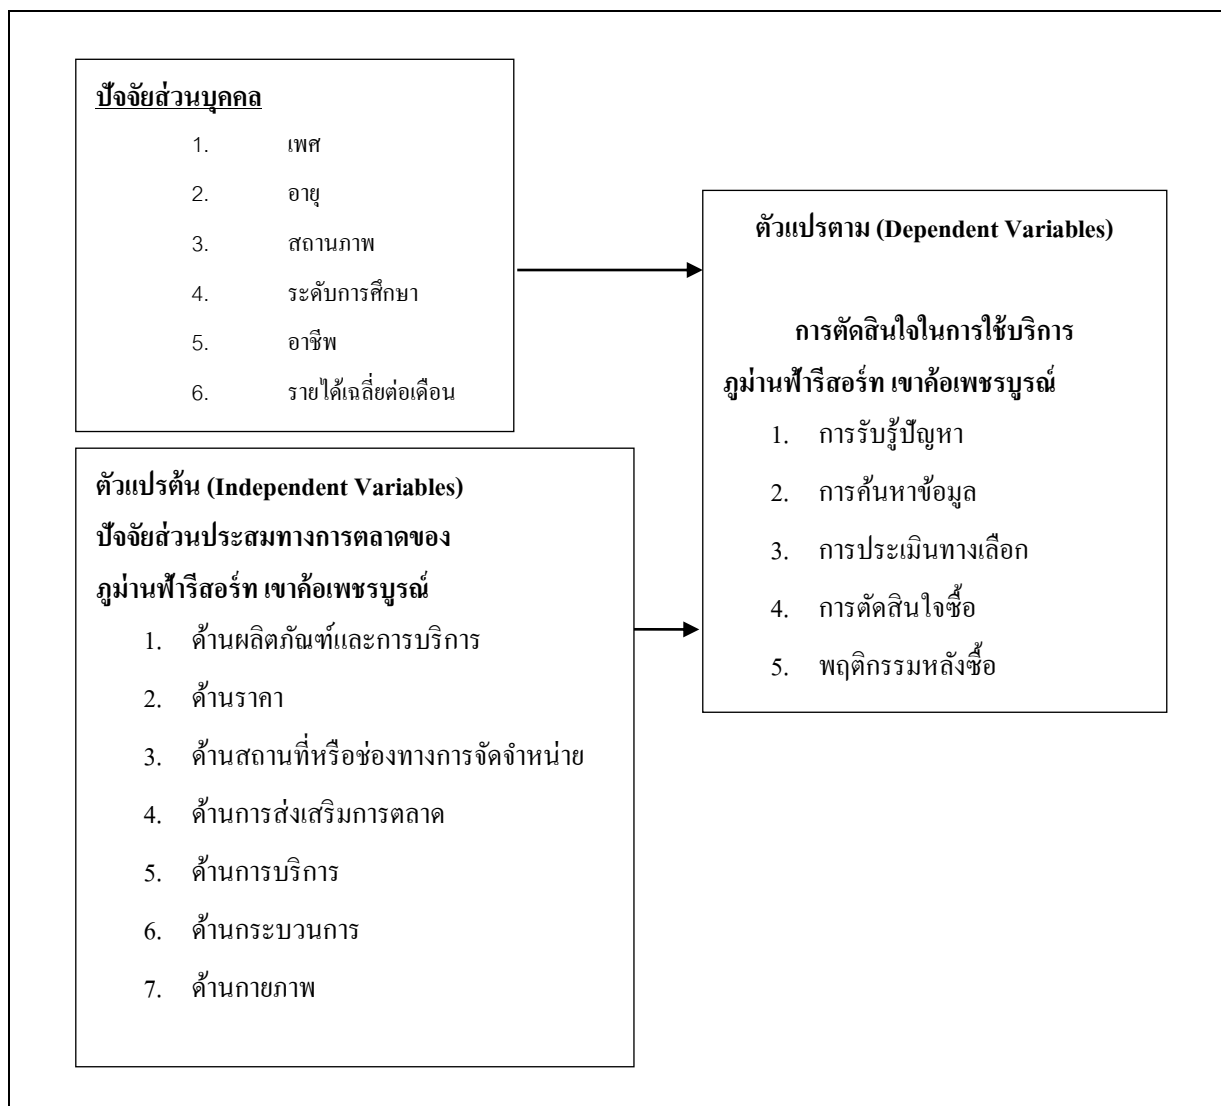 ปัจจัยส่วนบุคคล
1. เพศ
2. อายุ
3. สถานภาพ
4. ระดับการศึกษา
5. อาชีพ
6. รายได้เฉลี่ยต่อเดือน
ตัวแปรต้น (Independent Variables)
ปัจจัยส่วนประสมทางการตลาดของ
ภูม่านฟ้ารีสอร์ท เขาค้อเพชรบูรณ์
1. ด้านผลิตภัณฑ์และการบริการ
2. ด้านราคา
3. ด้านสถานที่หรือช่องทางการจัดจำหน่าย
4. ด้านการส่งเสริมการตลาด
5. ด้านการบริการ
6. ด้านกระบวนการ
7. ด้านกายภาพ
ตัวแปรตาม (Dependent Variables)
การตัดสินใจในการใช้บริการ
ภูม่านฟ้ารีสอร์ท เขาค้อเพชรบูรณ์
1. การรับรู้ปัญหา
2. การค้นหาข้อมูล
3. การประเมินทางเลือก
4. การตัดสินใจซื้อ
5. พฤติกรรมหลังซื้อ